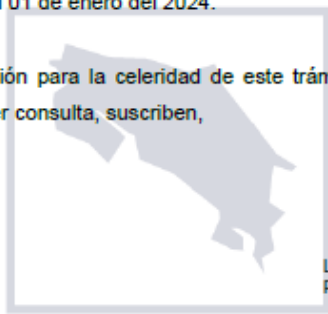 01 de enero del 2024.
ión para la celeridad de este trám
r consulta, suscriben,